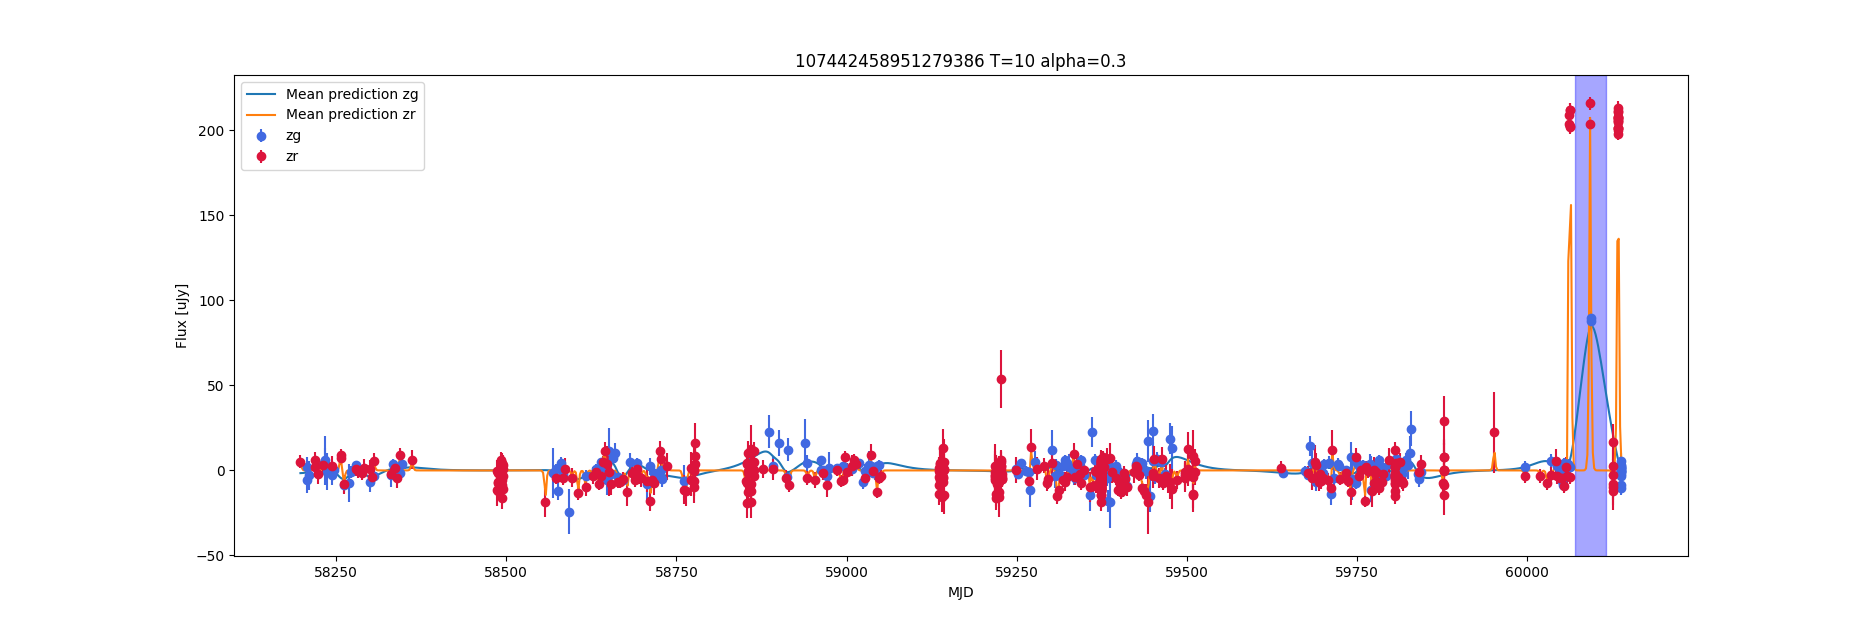 107442458951279386 T=10 alpha=0.3
Mean prediction zg
Mean prediction zr
zg
zr
Flux [uJy]
200
150
100
50
0
−50
58250 58500 58750 59000 59250 59500 59750 60000
MJD